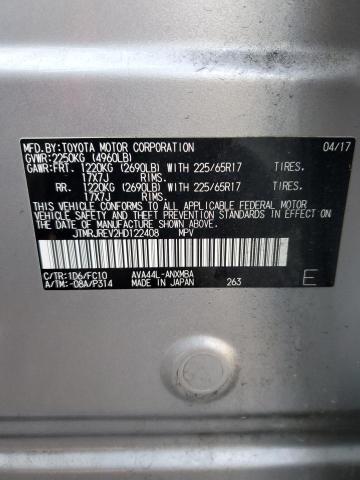 MFD.BY:TOYOTA MOTOR CORPORATION 04/17
GVWR:2250KG (4960LB)
GAWR:FRT. 1220KG (2690LB) WITH 225/65R17 TIRES,
17X7J RIMS.
RR. 1220KG (2690LB) WITH 225/65R17 TIRES,
17X7J RIMS.
THIS VEHICLE CONFORMS TO ALL APPLICABLE FEDERAL MOTOR
VEHICLE SAFETY, BUMPER, AND THEFT PREVENTION STANDARDS IN
EFFECT ON THE DATE OF MANUFACTURE SHOWN ABOVE.
JTMRJREV2HD122408 MPV
C/TR:1D6/FC10 AVA44L-ANXMBA
A/TM:-08A/P314 MADE IN JAPAN 263 E